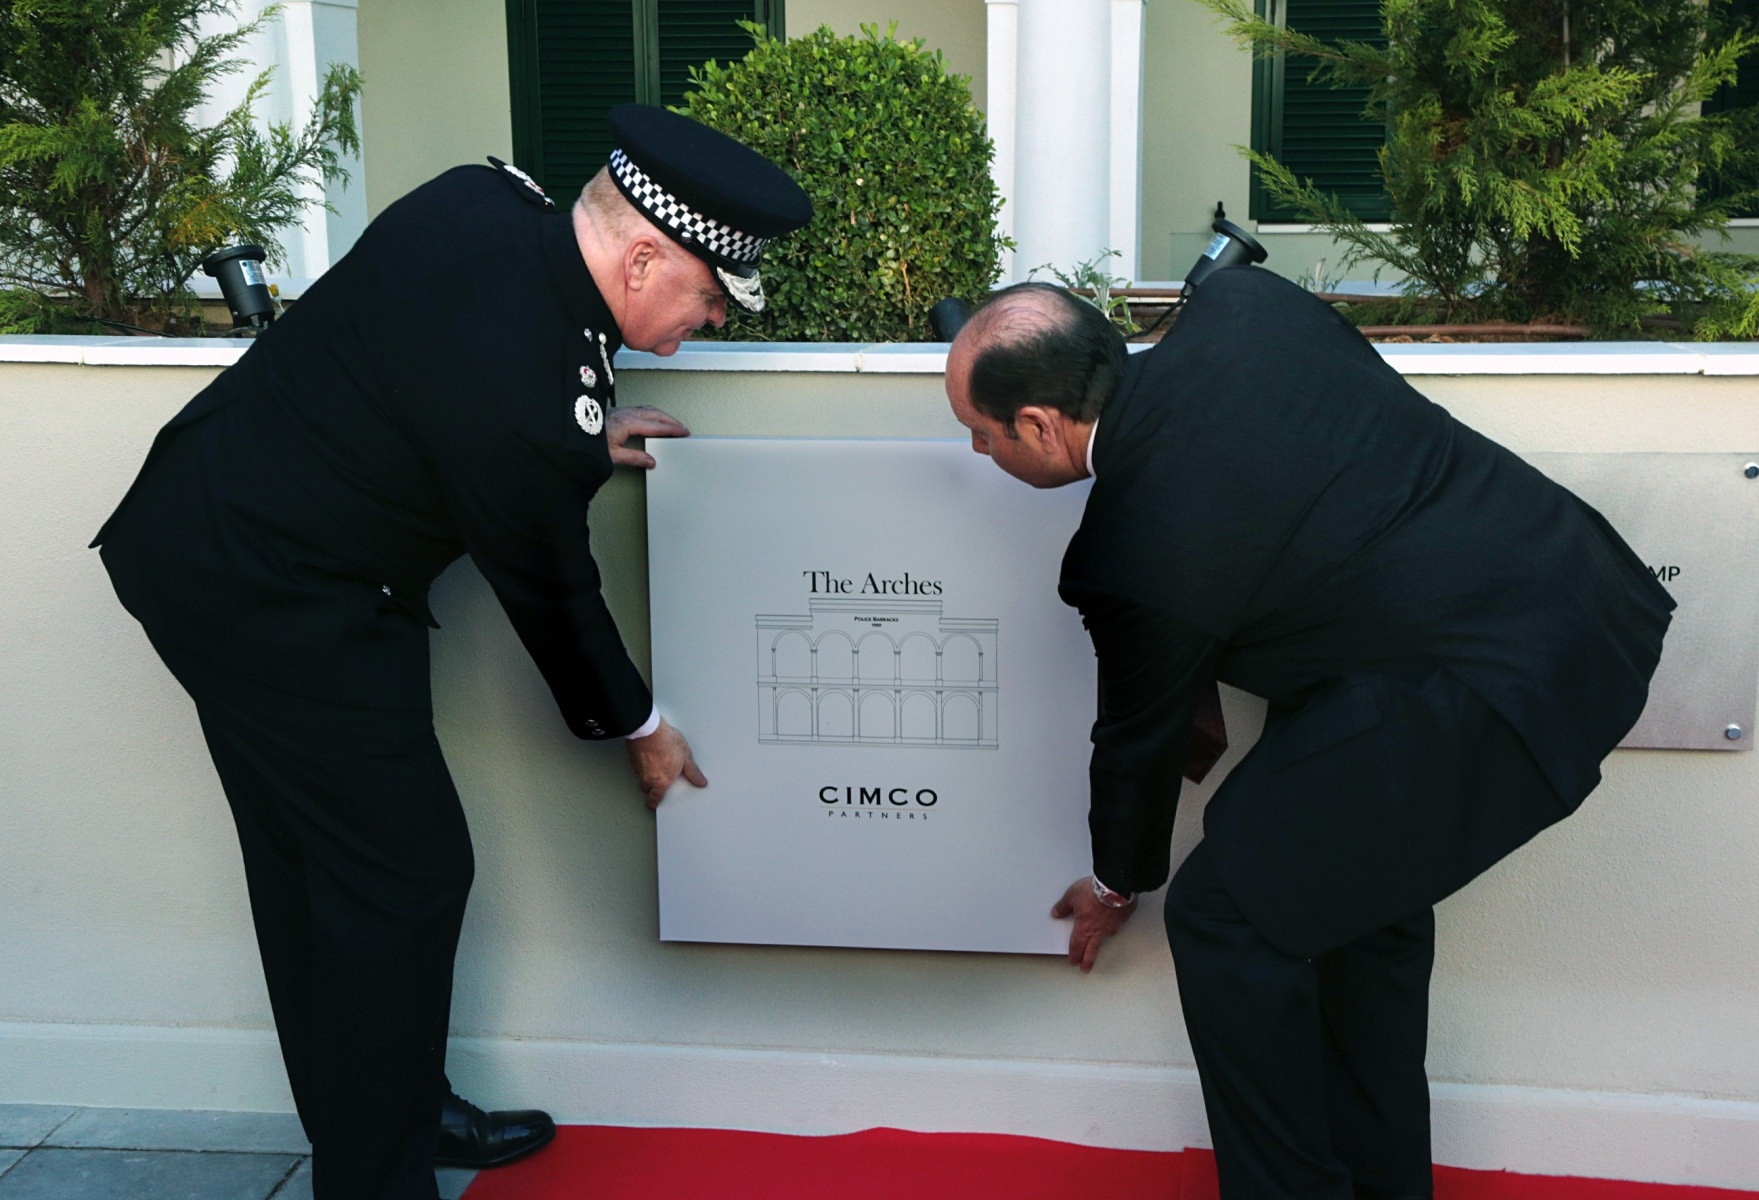 The Arches
POLICE BARRACKS
CIMCO
PARTNERS
MP